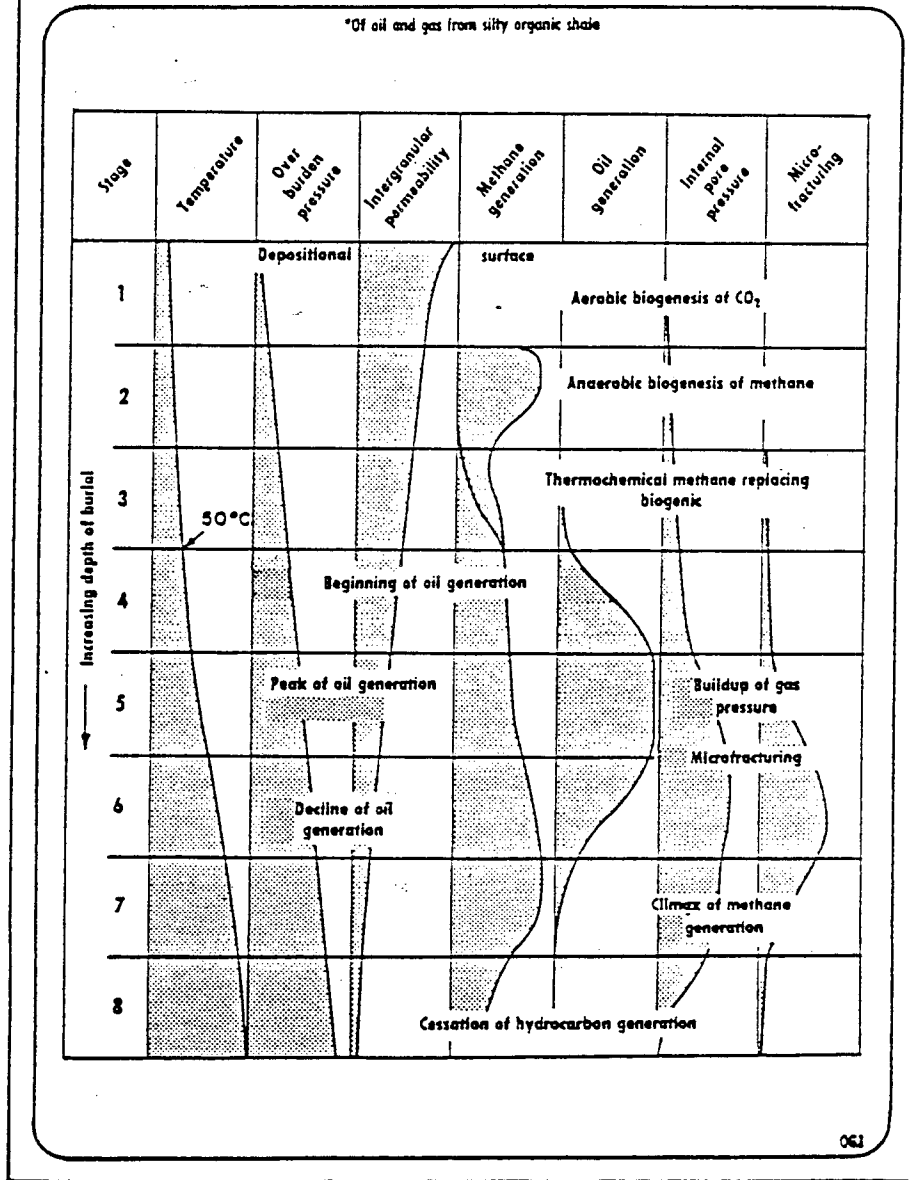 *Of oil and gas from silty organic shale
Stage
Temperature
Over
burden
pressure
Intergranular
permeability
Methane
generation
Oil
generation
Internal
pore
pressure
Micro-
fracturing
Depositional surface
1
Aerobic biogenesis of CO₂
2
Anaerobic biogenesis of methane
3
Thermochemical methane replacing
biogenic
50°C
Increasing depth of burial
4
Beginning of oil generation
5
Peak of oil generation
Buildup of gas
pressure
Microfracturing
6
Decline of oil
generation
7
Climax of methane
generation
8
Cessation of hydrocarbon generation